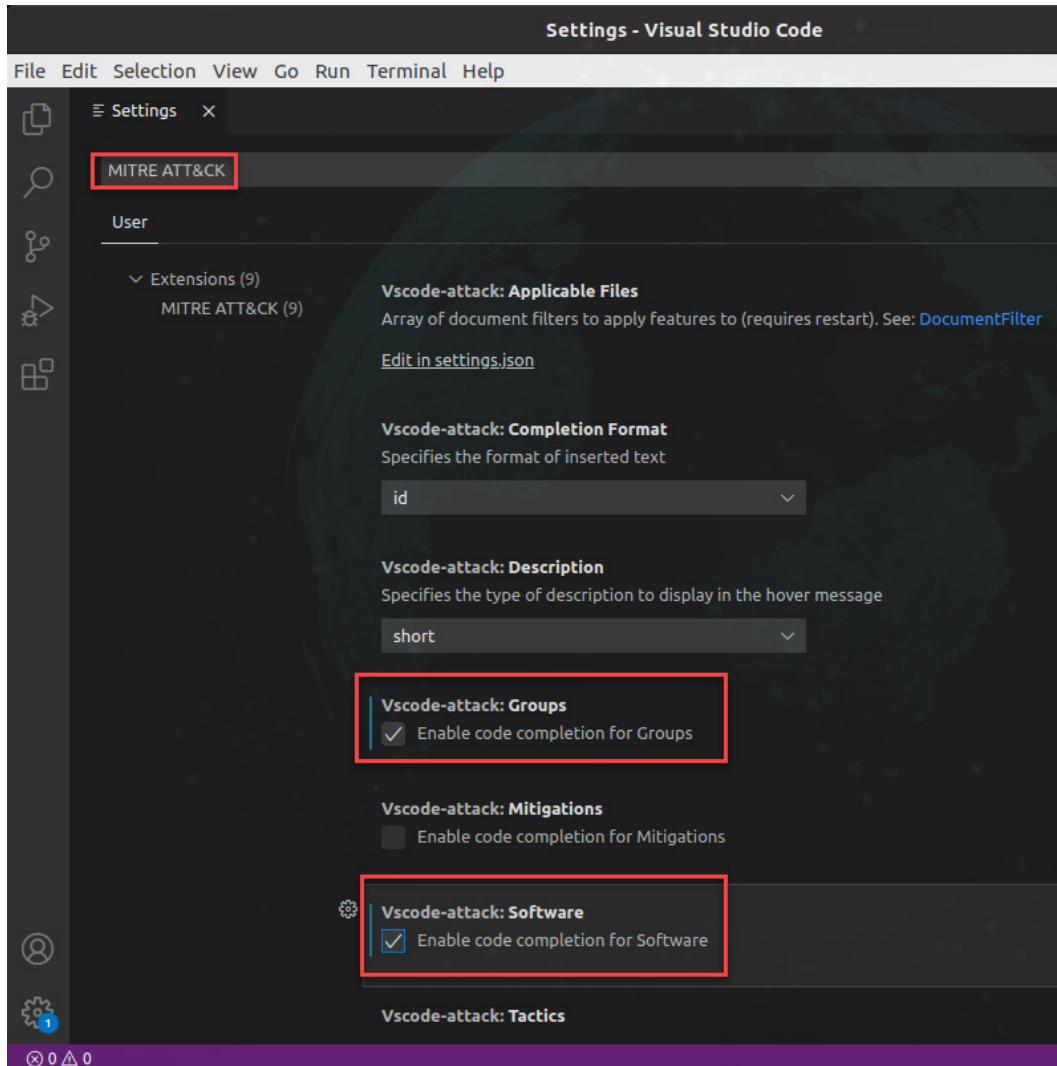 Settings - Visual Studio Code
File Edit Selection View Go Run Terminal Help
Settings
MITRE ATT&CK
User
Extensions (9)
MITRE ATT&CK (9)
Vscode-attack: Applicable Files
Array of document filters to apply features to (requires restart). See: DocumentFilter
Edit in settings.json
Vscode-attack: Completion Format
Specifies the format of inserted text
id
Vscode-attack: Description
Specifies the type of description to display in the hover message
short
Vscode-attack: Groups
Enable code completion for Groups
Vscode-attack: Mitigations
Enable code completion for Mitigations
Vscode-attack: Software
Enable code completion for Software
Vscode-attack: Tactics
1
0 0